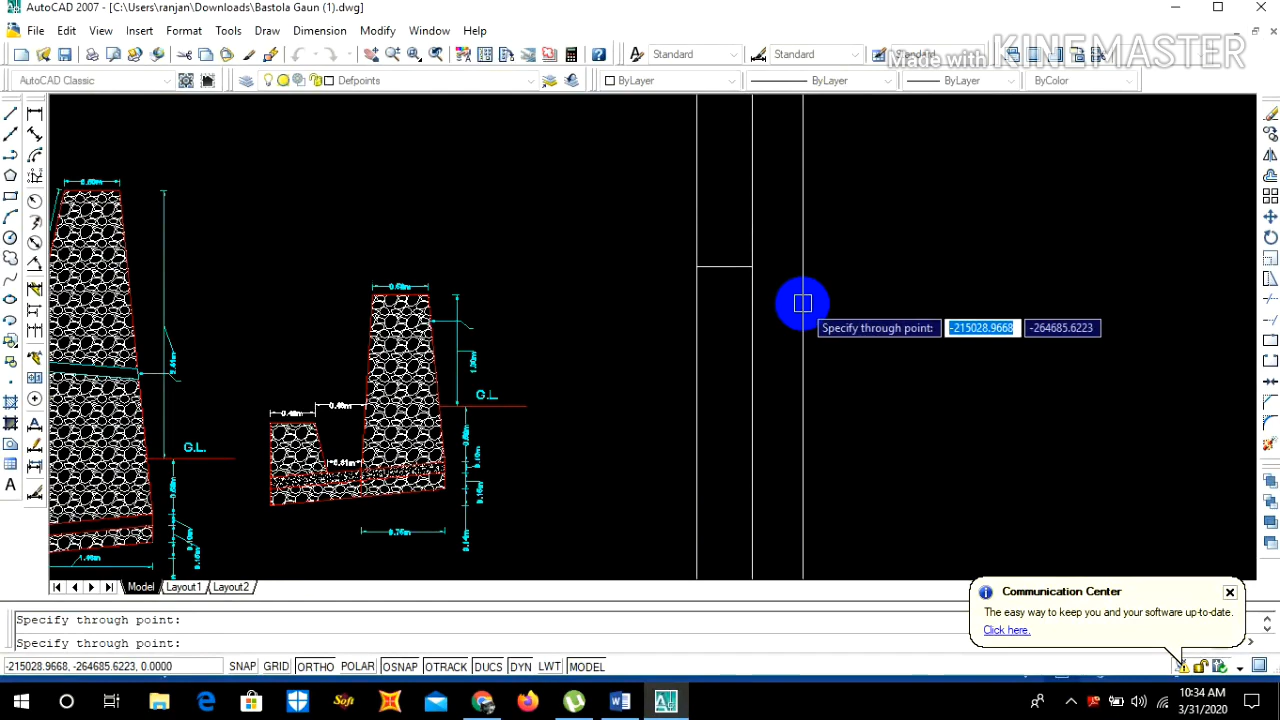 AutoCAD 2007 - [C:\Users\ranjan\Downloads\Bastola Gaun (1).dwg]
File Edit View Insert Format Tools Draw Dimension Modify Window Help
Standard Standard Standard
Made with KINEMASTER
AutoCAD Classic Defpoints ByLayer ByLayer ByLayer ByColor
G.L.
G.L.
Specify through point: -215028.9668 -264685.6223
Model Layout1 Layout2
Communication Center
The easy way to keep you and your software up-to-date.
Click here.
Specify through point:
Specify through point:
-215028.9668, -264685.6223, 0.0000 SNAP GRID ORTHO POLAR OSNAP OTRACK DUCS DYN LWT MODEL
Soft
10:34 AM
3/31/2020